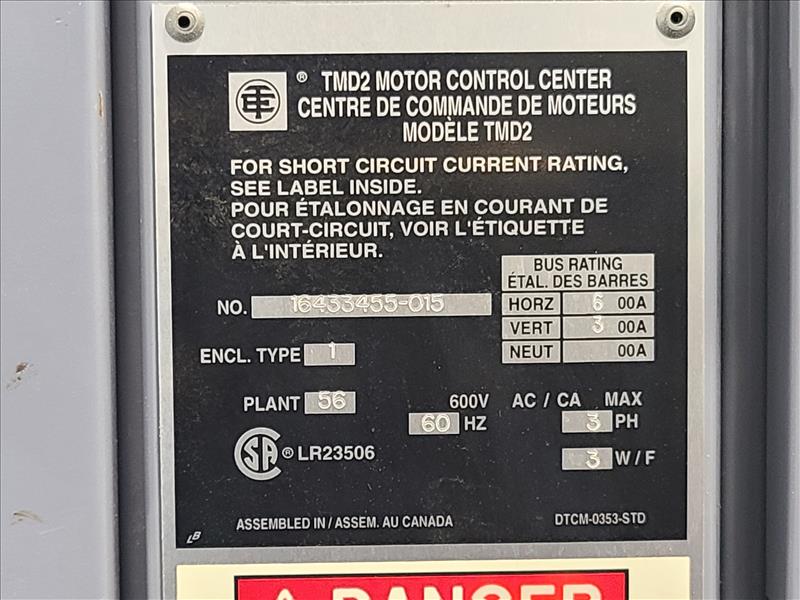 ® TMD2 MOTOR CONTROL CENTER
CENTRE DE COMMANDE DE MOTEURS
MODÈLE TMD2
FOR SHORT CIRCUIT CURRENT RATING,
SEE LABEL INSIDE.
POUR ÉTALONNAGE EN COURANT DE
COURT-CIRCUIT, VOIR L'ÉTIQUETTE
À L'INTÉRIEUR.
BUS RATING
ÉTAL. DES BARRES
NO. 16433455-015
HORZ 6 00A
VERT 3 00A
NEUT 00A
ENCL. TYPE 1
PLANT 56
600V AC / CA MAX
60 HZ 3 PH
3 W / F
CSA ® LR23506
ASSEMBLED IN / ASSEM. AU CANADA
DTCM-0353-STD
LB
DANGER